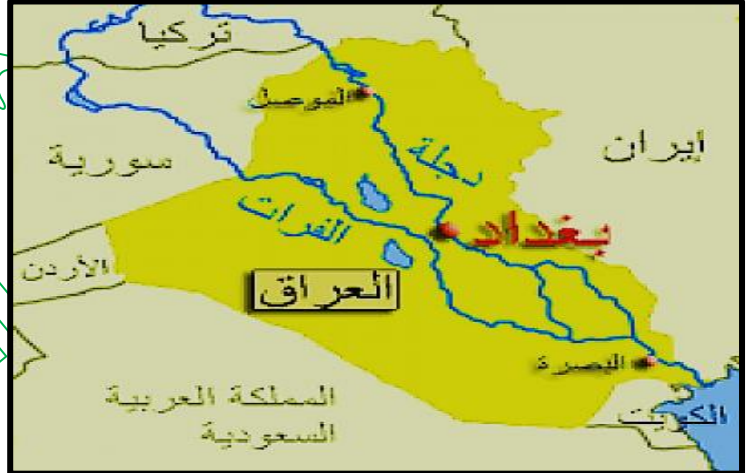 تركيا
الموصل
إيران
سورية
دجلة
الفرات
بغداد
الأردن
العراق
البصرة
المملكة العربية
السعودية
الكويت